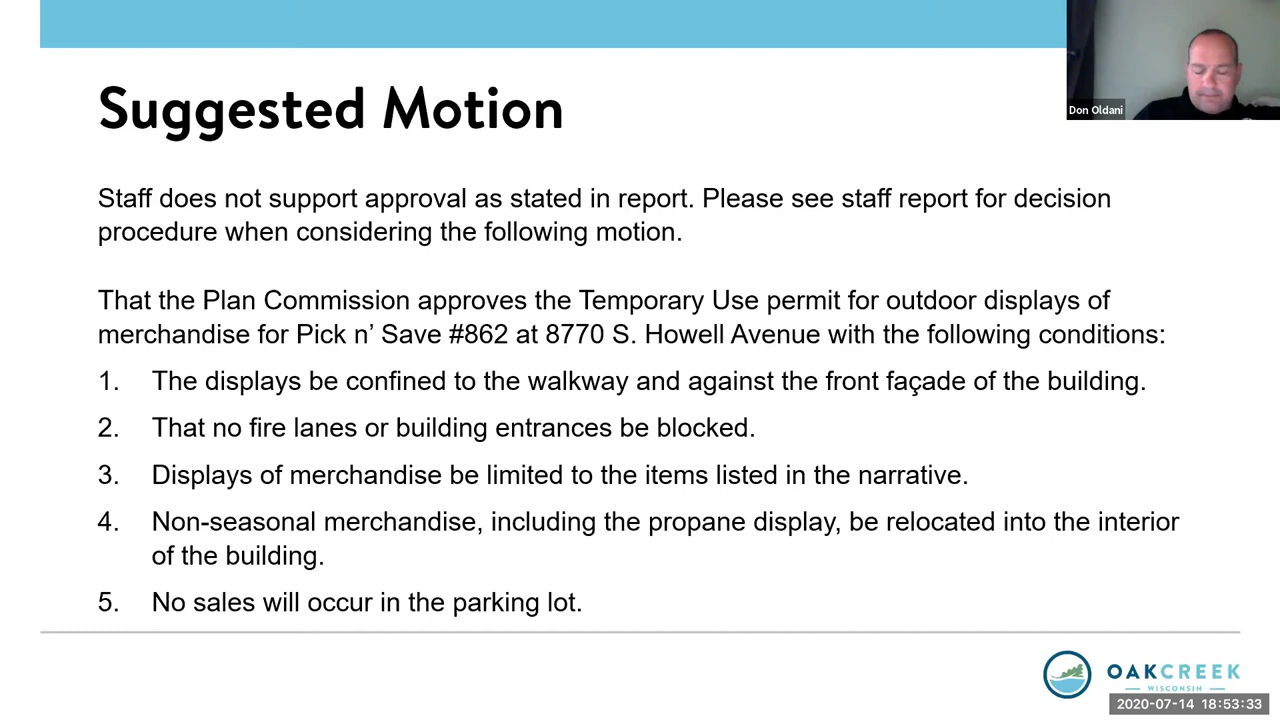 Don Oldani
Suggested Motion
Staff does not support approval as stated in report. Please see staff report for decision
procedure when considering the following motion.
That the Plan Commission approves the Temporary Use permit for outdoor displays of
merchandise for Pick n’ Save #862 at 8770 S. Howell Avenue with the following conditions:
1. The displays be confined to the walkway and against the front façade of the building.
2. That no fire lanes or building entrances be blocked.
3. Displays of merchandise be limited to the items listed in the narrative.
4. Non-seasonal merchandise, including the propane display, be relocated into the interior
of the building.
5. No sales will occur in the parking lot.
OAKCREEK
WISCONSIN
2020-07-14 18:53:33